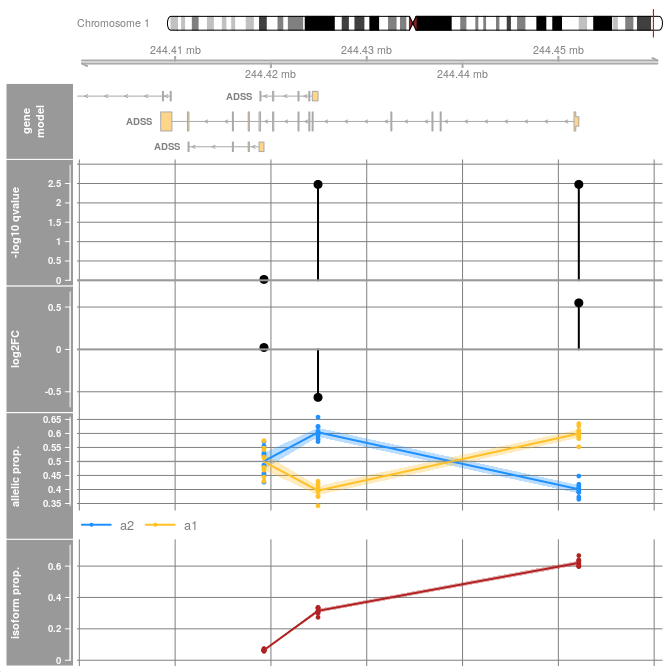 Chromosome 1
244.41 mb
244.43 mb
244.45 mb
244.42 mb
244.44 mb
gene
model
ADSS
ADSS
ADSS
-log10 qvalue
2.5
2
1.5
1
0.5
0
log2FC
0.5
0
-0.5
allelic prop.
0.65
0.6
0.55
0.5
0.45
0.4
0.35
a2
a1
isoform prop.
0.6
0.4
0.2
0